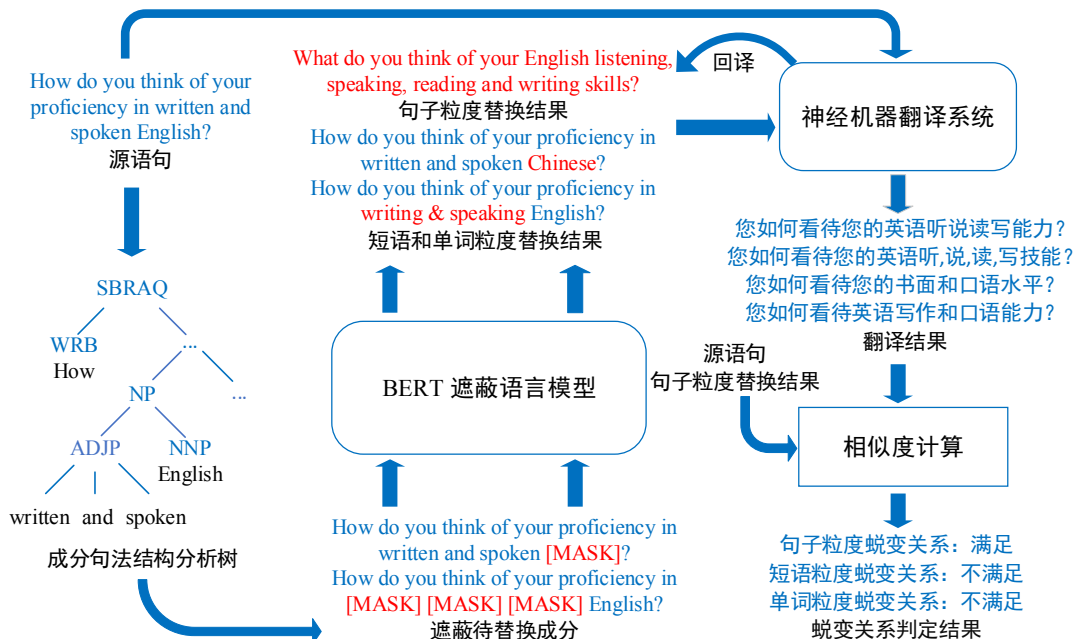 How do you think of your
proficiency in written and
spoken English?
源语句
SBRAQ
WRB
...
How
NP
...
ADJP
NNP
English
written and spoken
成分句法结构分析树
What do you think of your English listening,
speaking, reading and writing skills?
句子粒度替换结果
How do you think of your proficiency in
written and spoken Chinese?
How do you think of your proficiency in
writing & speaking English?
短语和单词粒度替换结果
BERT 遮蔽语言模型
How do you think of your proficiency in
written and spoken [MASK]?
How do you think of your proficiency in
[MASK] [MASK] [MASK] English?
遮蔽待替换成分
回译
神经机器翻译系统
您如何看待您的英语听说读写能力?
您如何看待您的英语听,说,读,写技能?
您如何看待您的书面和口语水平?
您如何看待英语写作和口语能力?
翻译结果
源语句
句子粒度替换结果
相似度计算
句子粒度蜕变关系：满足
短语粒度蜕变关系：不满足
单词粒度蜕变关系：不满足
蜕变关系判定结果